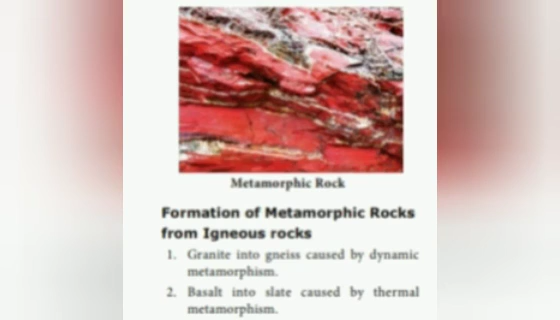 Metamorphic Rock
Formation of Metamorphic Rocks
from Igneous rocks
1. Granite into gneiss caused by dynamic
metamorphism.
2. Basalt into slate caused by thermal
metamorphism.